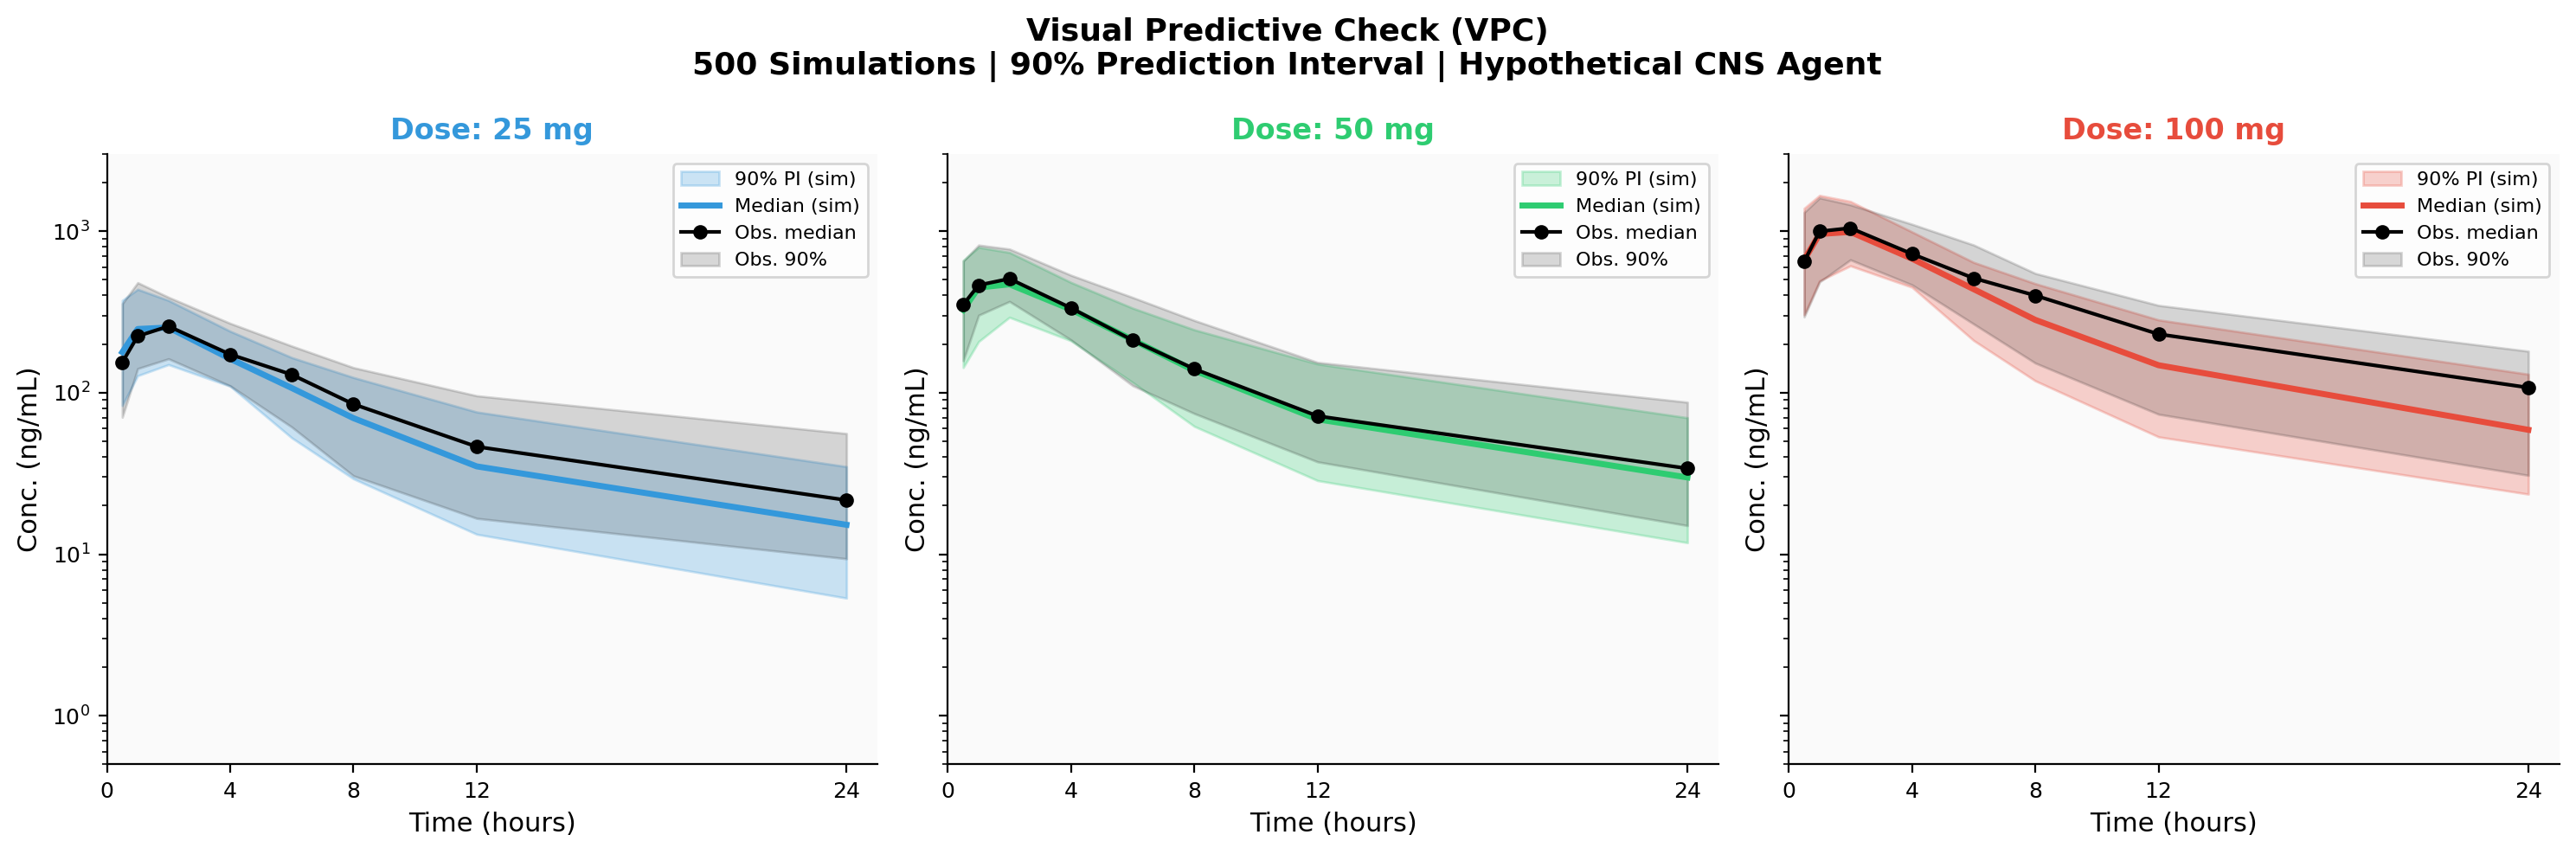 Visual Predictive Check (VPC)
500 Simulations | 90% Prediction Interval | Hypothetical CNS Agent
Dose: 25 mg
90% PI (sim)
Median (sim)
Obs. median
Obs. 90%
10³
10²
10¹
10⁰
Conc. (ng/mL)
0 4 8 12 24
Time (hours)
Dose: 50 mg
90% PI (sim)
Median (sim)
Obs. median
Obs. 90%
Conc. (ng/mL)
0 4 8 12 24
Time (hours)
Dose: 100 mg
90% PI (sim)
Median (sim)
Obs. median
Obs. 90%
Conc. (ng/mL)
0 4 8 12 24
Time (hours)